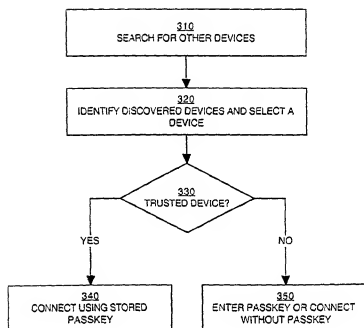 310
SEARCH FOR OTHER DEVICES
320
IDENTIFY DISCOVERED DEVICES AND SELECT A
DEVICE
330
TRUSTED DEVICE?
YES
NO
340
CONNECT USING STORED
PASSKEY
350
ENTER PASSKEY OR CONNECT
WITHOUT PASSKEY